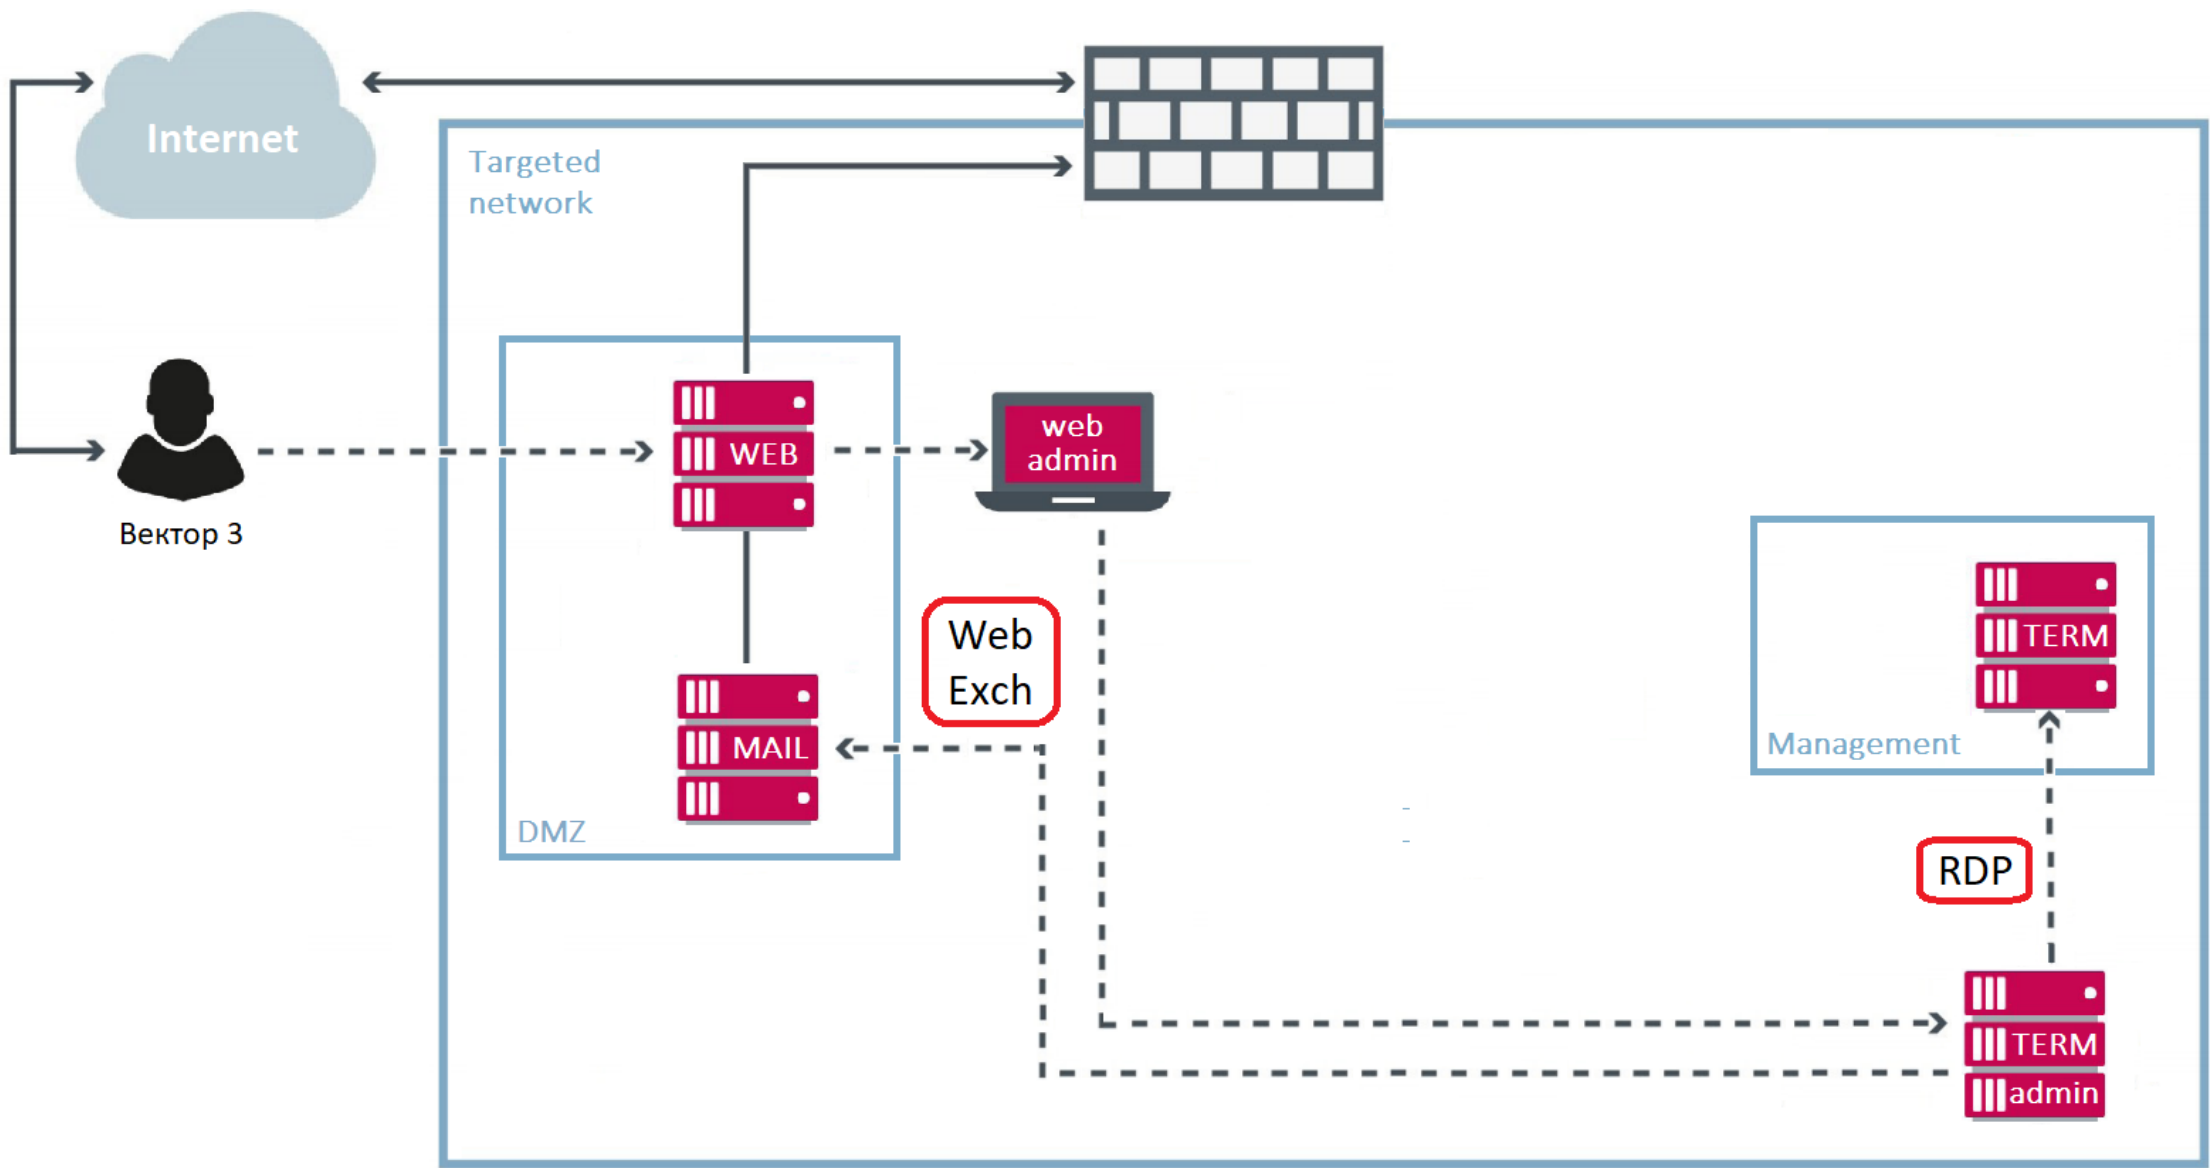 Internet
Targeted
network
WEB
web
admin
Вектор 3
Web
Exch
TERM
MAIL
Management
DMZ
RDP
TERM
admin